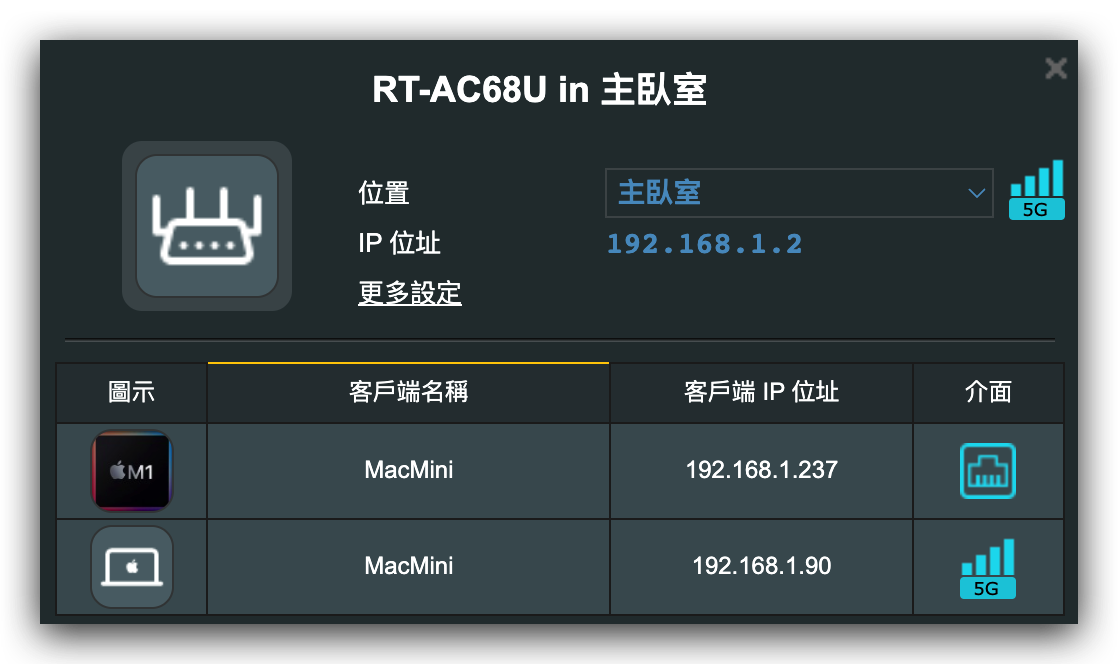 RT-AC68U in 主臥室
位置
主臥室
5G
IP 位址
192.168.1.2
更多設定
圖示 客戶端名稱 客戶端 IP 位址 介面
M1 MacMini 192.168.1.237
MacMini 192.168.1.90 5G